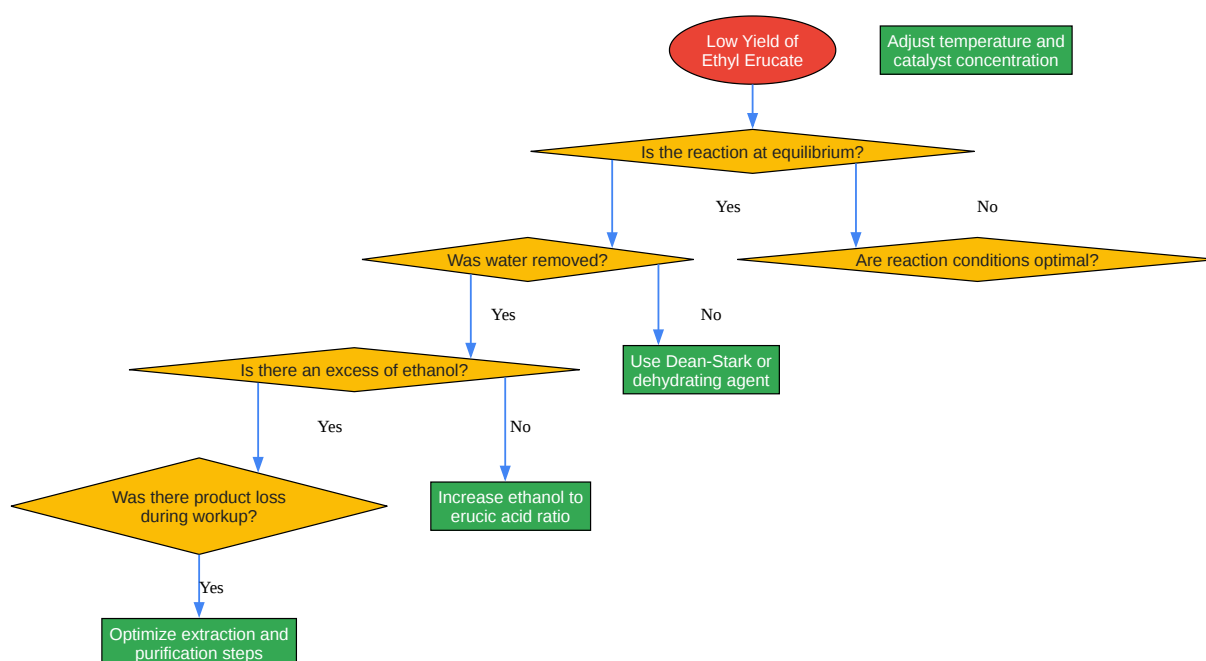 Low Yield of
Ethyl Erucate
Adjust temperature and
catalyst concentration
Is the reaction at equilibrium?
Yes
No
Was water removed?
Are reaction conditions optimal?
Yes
No
Is there an excess of ethanol?
Use Dean-Stark or
dehydrating agent
Yes
No
Was there product loss
during workup?
Increase ethanol to
erucic acid ratio
Yes
Optimize extraction and
purification steps